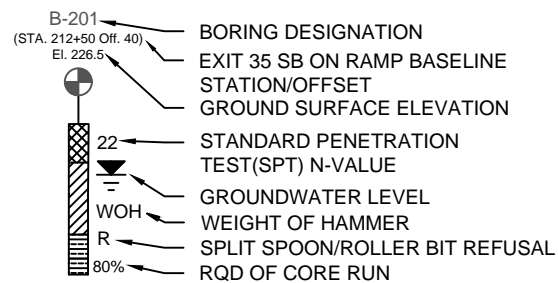 B-201
BORING DESIGNATION
(STA. 212+50 Off. 40)
EXIT 35 SB ON RAMP BASELINE
STATION/OFFSET
El. 226.5
GROUND SURFACE ELEVATION
22
STANDARD PENETRATION
TEST(SPT) N-VALUE
GROUNDWATER LEVEL
WOH
WEIGHT OF HAMMER
R
SPLIT SPOON/ROLLER BIT REFUSAL
80%
RQD OF CORE RUN